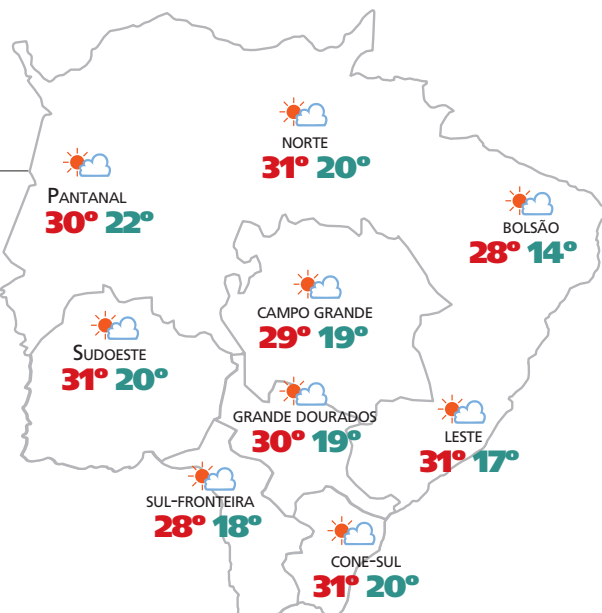 NORTE
31º 20º
PANTANAL
30º 22º
BOLSÃO
28º 14º
CAMPO GRANDE
29º 19º
SUDOESTE
31º 20º
GRANDE DOURADOS
30º 19º
LESTE
31º 17º
SUL-FRONTEIRA
28º 18º
CONE-SUL
31º 20º